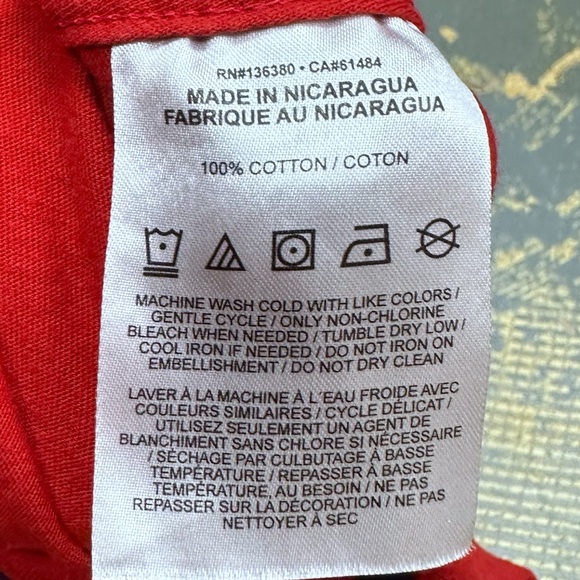 RN#136380 • CA#61484
MADE IN NICARAGUA
FABRIQUE AU NICARAGUA
100% COTTON / COTON
MACHINE WASH COLD WITH LIKE COLORS /
GENTLE CYCLE / ONLY NON-CHLORINE
BLEACH WHEN NEEDED / TUMBLE DRY LOW /
COOL IRON IF NEEDED / DO NOT IRON ON
EMBELLISHMENT / DO NOT DRY CLEAN
LAVER À LA MACHINE À L'EAU FROIDE AVEC
COULEURS SIMILAIRES / CYCLE DÉLICAT /
UTILISEZ SEULEMENT UN AGENT DE
BLANCHIMENT SANS CHLORE SI NÉCESSAIRE
/ SÉCHAGE PAR CULBUTAGE À BASSE
TEMPÉRATURE / REPASSER À BASSE
TEMPÉRATURE, AU BESOIN / NE PAS
REPASSER SUR LA DÉCORATION / NE PAS
NETTOYER À SEC